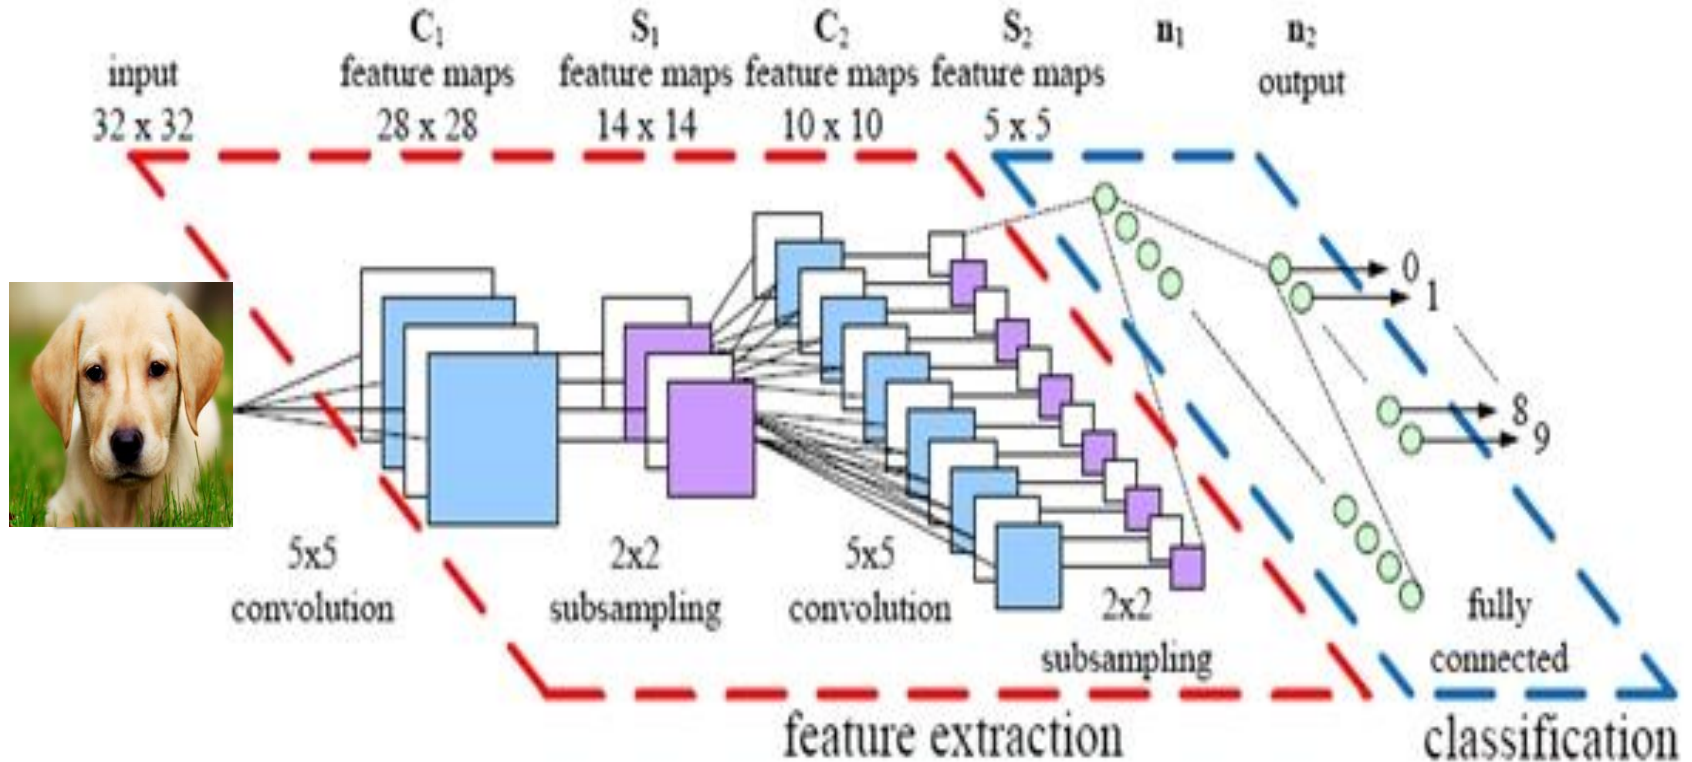 input
32 x 32
C₁
feature maps
28 x 28
S₁
feature maps
14 x 14
C₂
feature maps
10 x 10
S₂
feature maps
5 x 5
n₁
n₂
output
0
1
8
9
5x5
convolution
2x2
subsampling
5x5
convolution
2x2
subsampling
fully
connected
feature extraction
classification